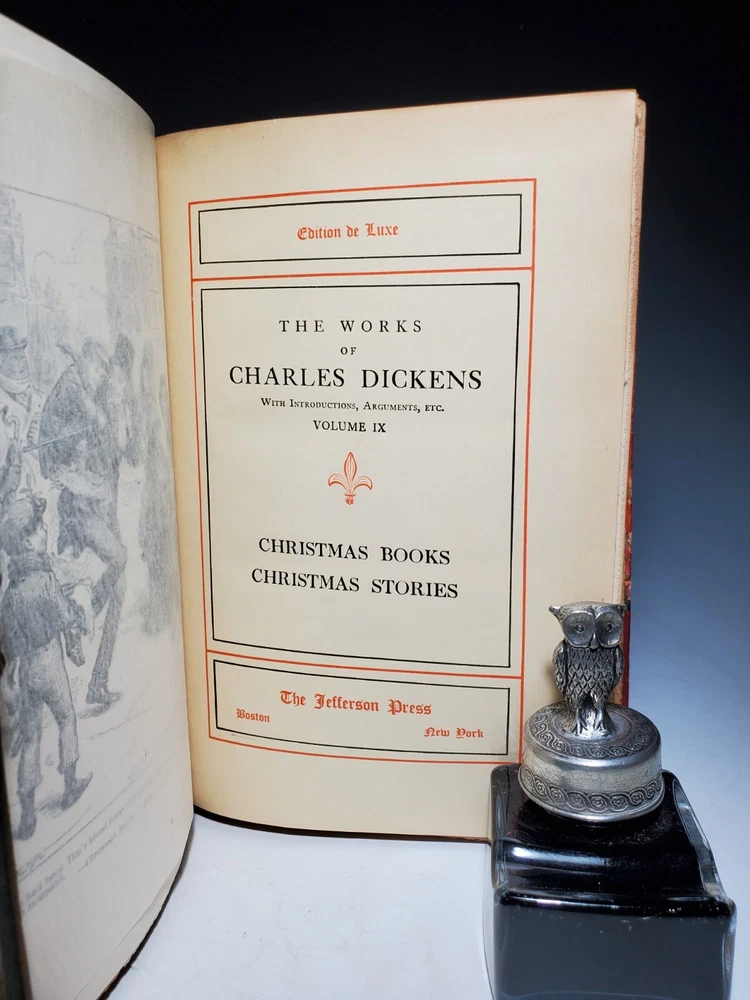 Edition de Luxe
THE WORKS
OF
CHARLES DICKENS
WITH INTRODUCTIONS, ARGUMENTS, ETC.
VOLUME IX
CHRISTMAS BOOKS
CHRISTMAS STORIES
The Jefferson Press
Boston
New York